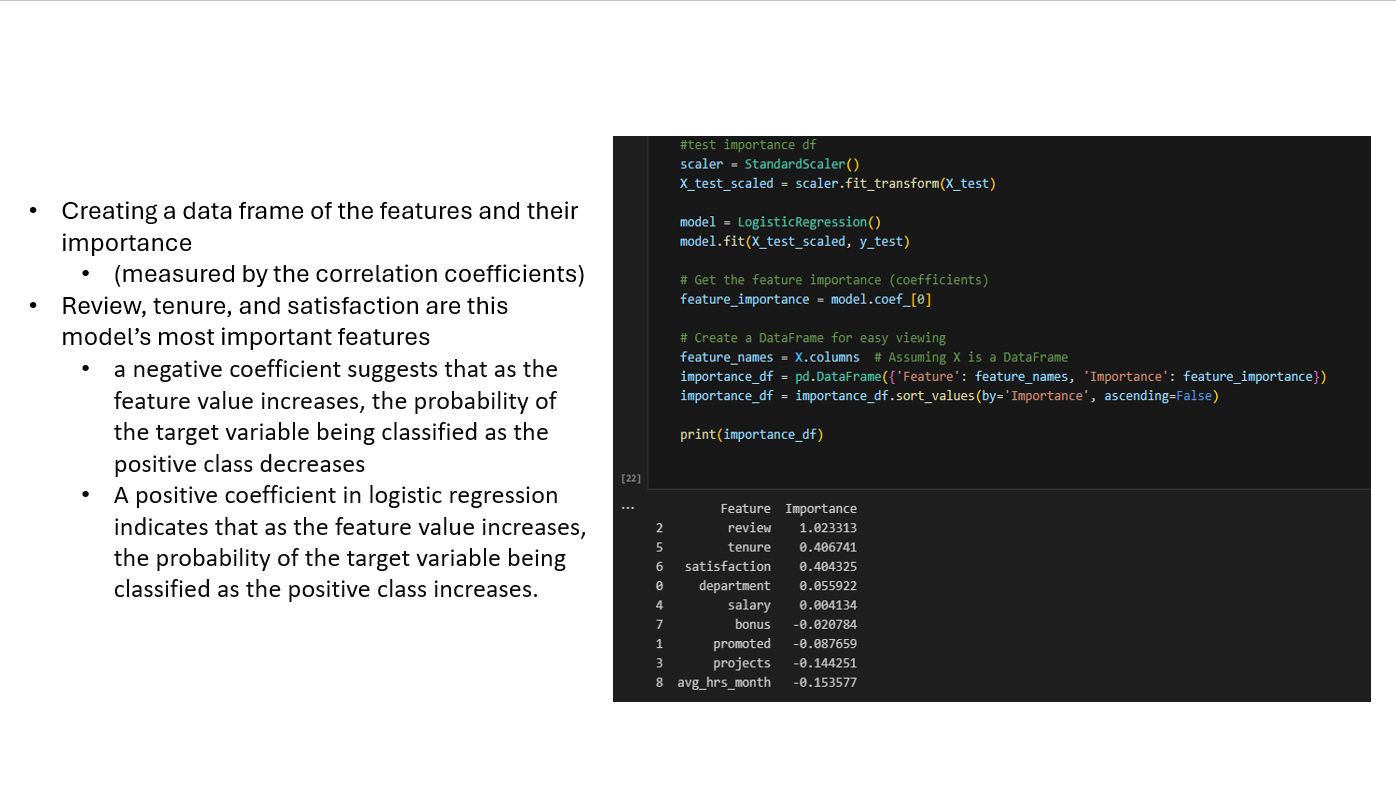 • Creating a data frame of the features and their
importance
• (measured by the correlation coefficients)
• Review, tenure, and satisfaction are this
model’s most important features
• a negative coefficient suggests that as the
feature value increases, the probability of
the target variable being classified as the
positive class decreases
• A positive coefficient in logistic regression
indicates that as the feature value increases,
the probability of the target variable being
classified as the positive class increases.
#test importance df
scaler = StandardScaler()
X_test_scaled = scaler.fit_transform(X_test)
model = LogisticRegression()
model.fit(X_test_scaled, y_test)
# Get the feature importance (coefficients)
feature_importance = model.coef_[0]
# Create a DataFrame for easy viewing
feature_names = X.columns  # Assuming X is a DataFrame
importance_df = pd.DataFrame({'Feature': feature_names, 'Importance': feature_importance})
importance_df = importance_df.sort_values(by='Importance', ascending=False)
print(importance_df)
[22]
... Feature Importance
2 review 1.023313
5 tenure 0.406741
6 satisfaction 0.404325
0 department 0.055922
4 salary 0.004134
7 bonus -0.020784
1 promoted -0.087659
3 projects -0.144251
8 avg_hrs_month -0.153577